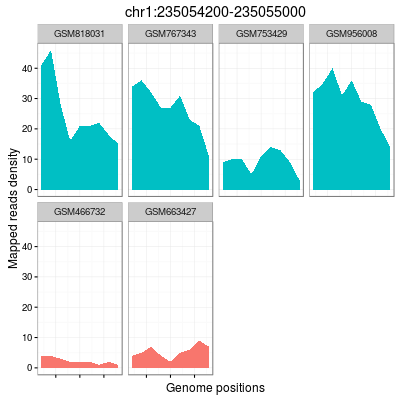 chr1:235054200-235055000
GSM818031 GSM767343 GSM753429 GSM956008
40
30
20
10
0
GSM466732 GSM663427
40
30
20
10
0
Mapped reads density
Genome positions